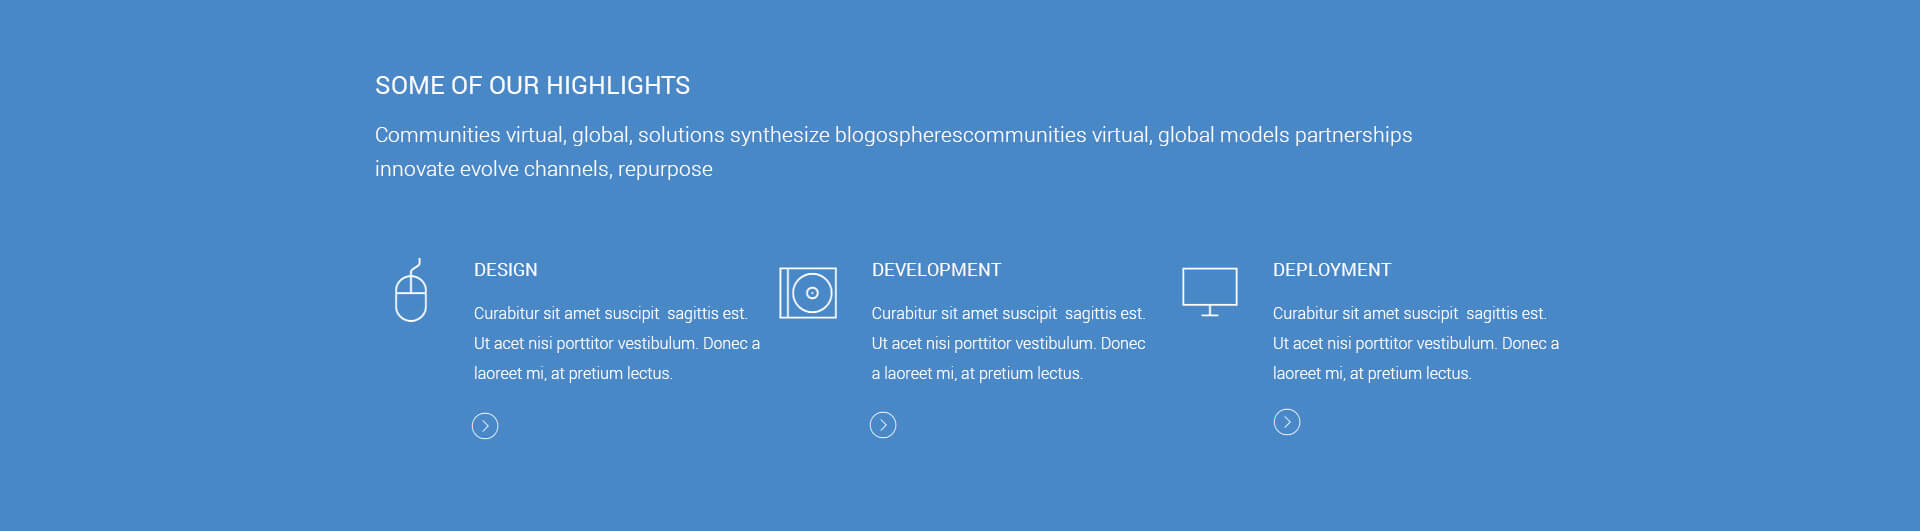 SOME OF OUR HIGHLIGHTS
Communities virtual, global, solutions synthesize blogospherescommunities virtual, global models partnerships
innovate evolve channels, repurpose
DESIGN
Curabitur sit amet suscipit  sagittis est.
Ut acet nisi porttitor vestibulum. Donec a
laoreet mi, at pretium lectus.
DEVELOPMENT
Curabitur sit amet suscipit  sagittis est.
Ut acet nisi porttitor vestibulum. Donec
a laoreet mi, at pretium lectus.
DEPLOYMENT
Curabitur sit amet suscipit  sagittis est.
Ut acet nisi porttitor vestibulum. Donec a
laoreet mi, at pretium lectus.